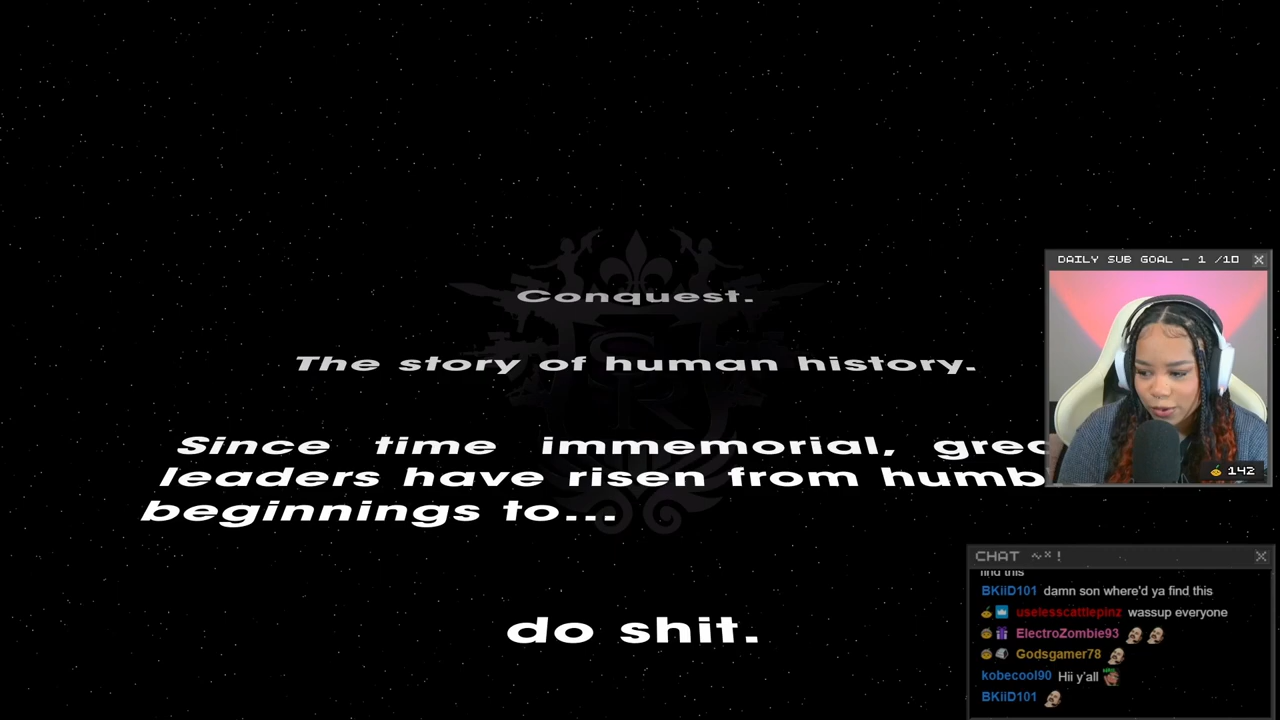 Conquest.
The story of human history.
Since time immemorial,
leaders have risen from
beginnings to...
do shit.
DAILY SUB GOAL - 1 /10
142
CHAT ~*!
find this
BKiiD101 damn son where'd ya find this
uselesscattlepinz wassup everyone
ElectroZombie93
Godsgamer78
kobecool90 Hii y'all
BKiiD101